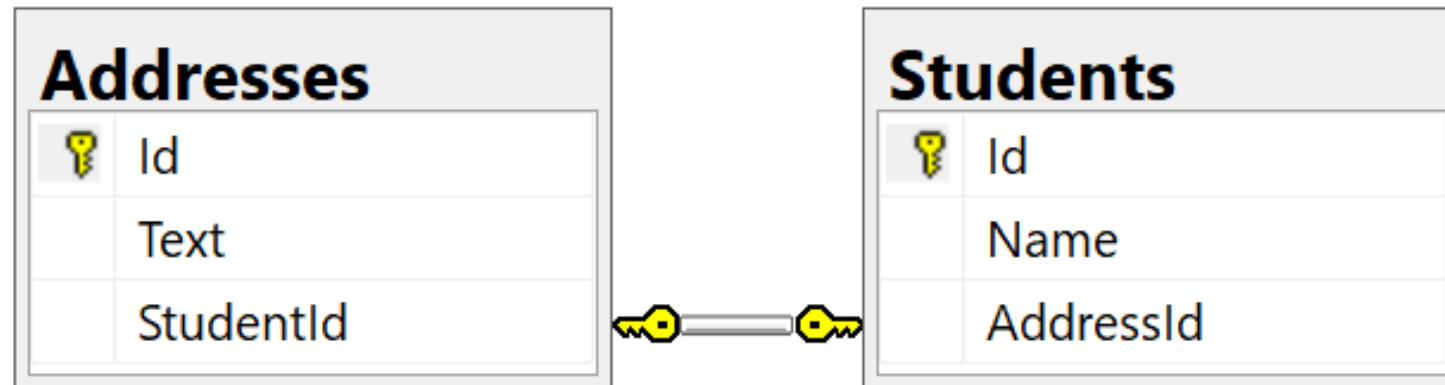 Addresses
Id
Text
StudentId
Students
Id
Name
AddressId